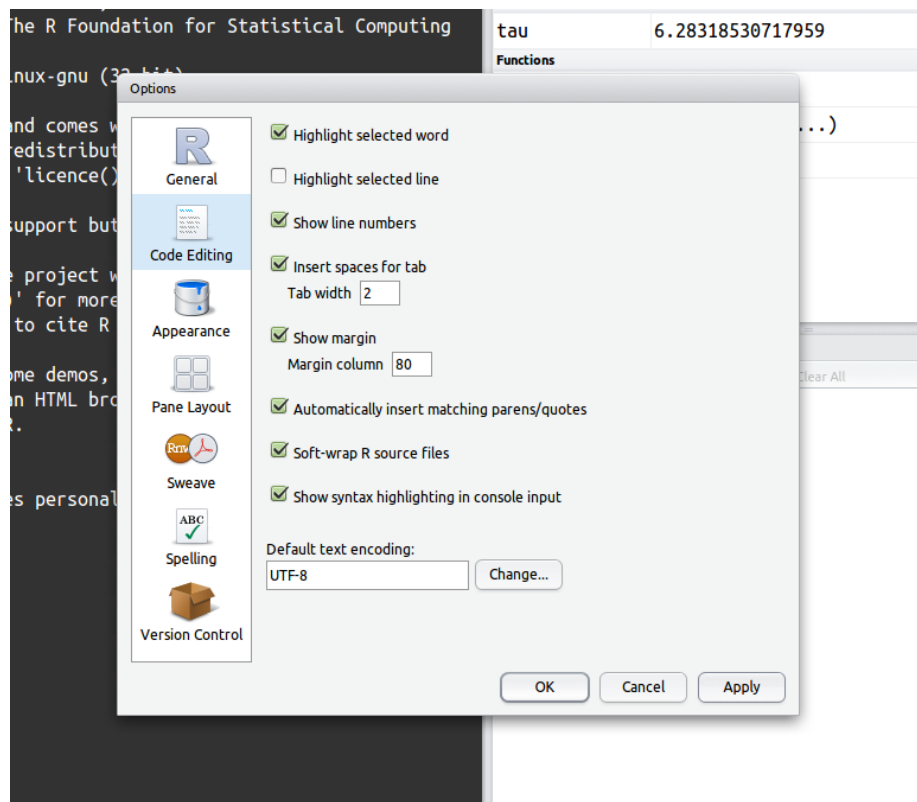 The R Foundation for Statistical Computing
tau 6.28318530717959
Functions
inux-gnu (32-bit)
Options
and comes w
...)
redistribut
'licence()
support but
e project w
)' for more
to cite R
ome demos,
an HTML bro
R.
es personal
Clear All
R
General
Code Editing
Appearance
Pane Layout
Rnw
Sweave
ABC
Spelling
Version Control
Highlight selected word
Highlight selected line
Show line numbers
Insert spaces for tab
Tab width 2
Show margin
Margin column 80
Automatically insert matching parens/quotes
Soft-wrap R source files
Show syntax highlighting in console input
Default text encoding:
UTF-8 Change...
OK Cancel Apply